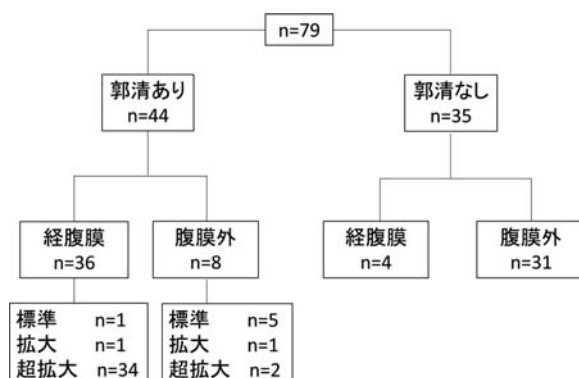 n=79
郭清あり
n=44
郭清なし
n=35
経腹膜
n=36
腹膜外
n=8
経腹膜
n=4
腹膜外
n=31
標準 n=1
拡大 n=1
超拡大 n=34
標準 n=5
拡大 n=1
超拡大 n=2